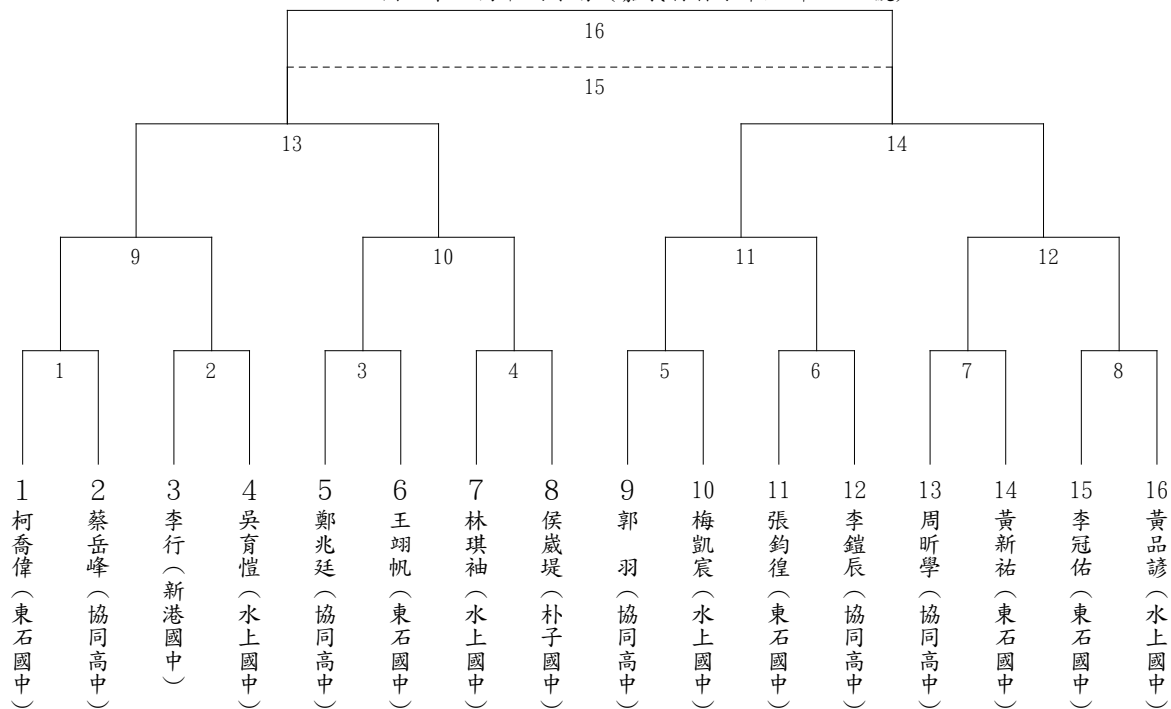 16
15
13
14
9
10
11
12
1
2
3
4
5
6
7
8
1 柯喬偉（東石國中）
2 蔡岳峰（協同高中）
3 李行（新港國中）
4 吳育愷（水上國中）
5 鄭兆廷（協同高中）
6 王翊帆（東石國中）
7 林琪袖（水上國中）
8 侯崴堤（朴子國中）
9 郭　羽（協同高中）
10 梅凱宸（水上國中）
11 張鈞徨（東石國中）
12 李鎧辰（協同高中）
13 周昕學（協同高中）
14 黃新祐（東石國中）
15 李冠佑（東石國中）
16 黃品諺（水上國中）